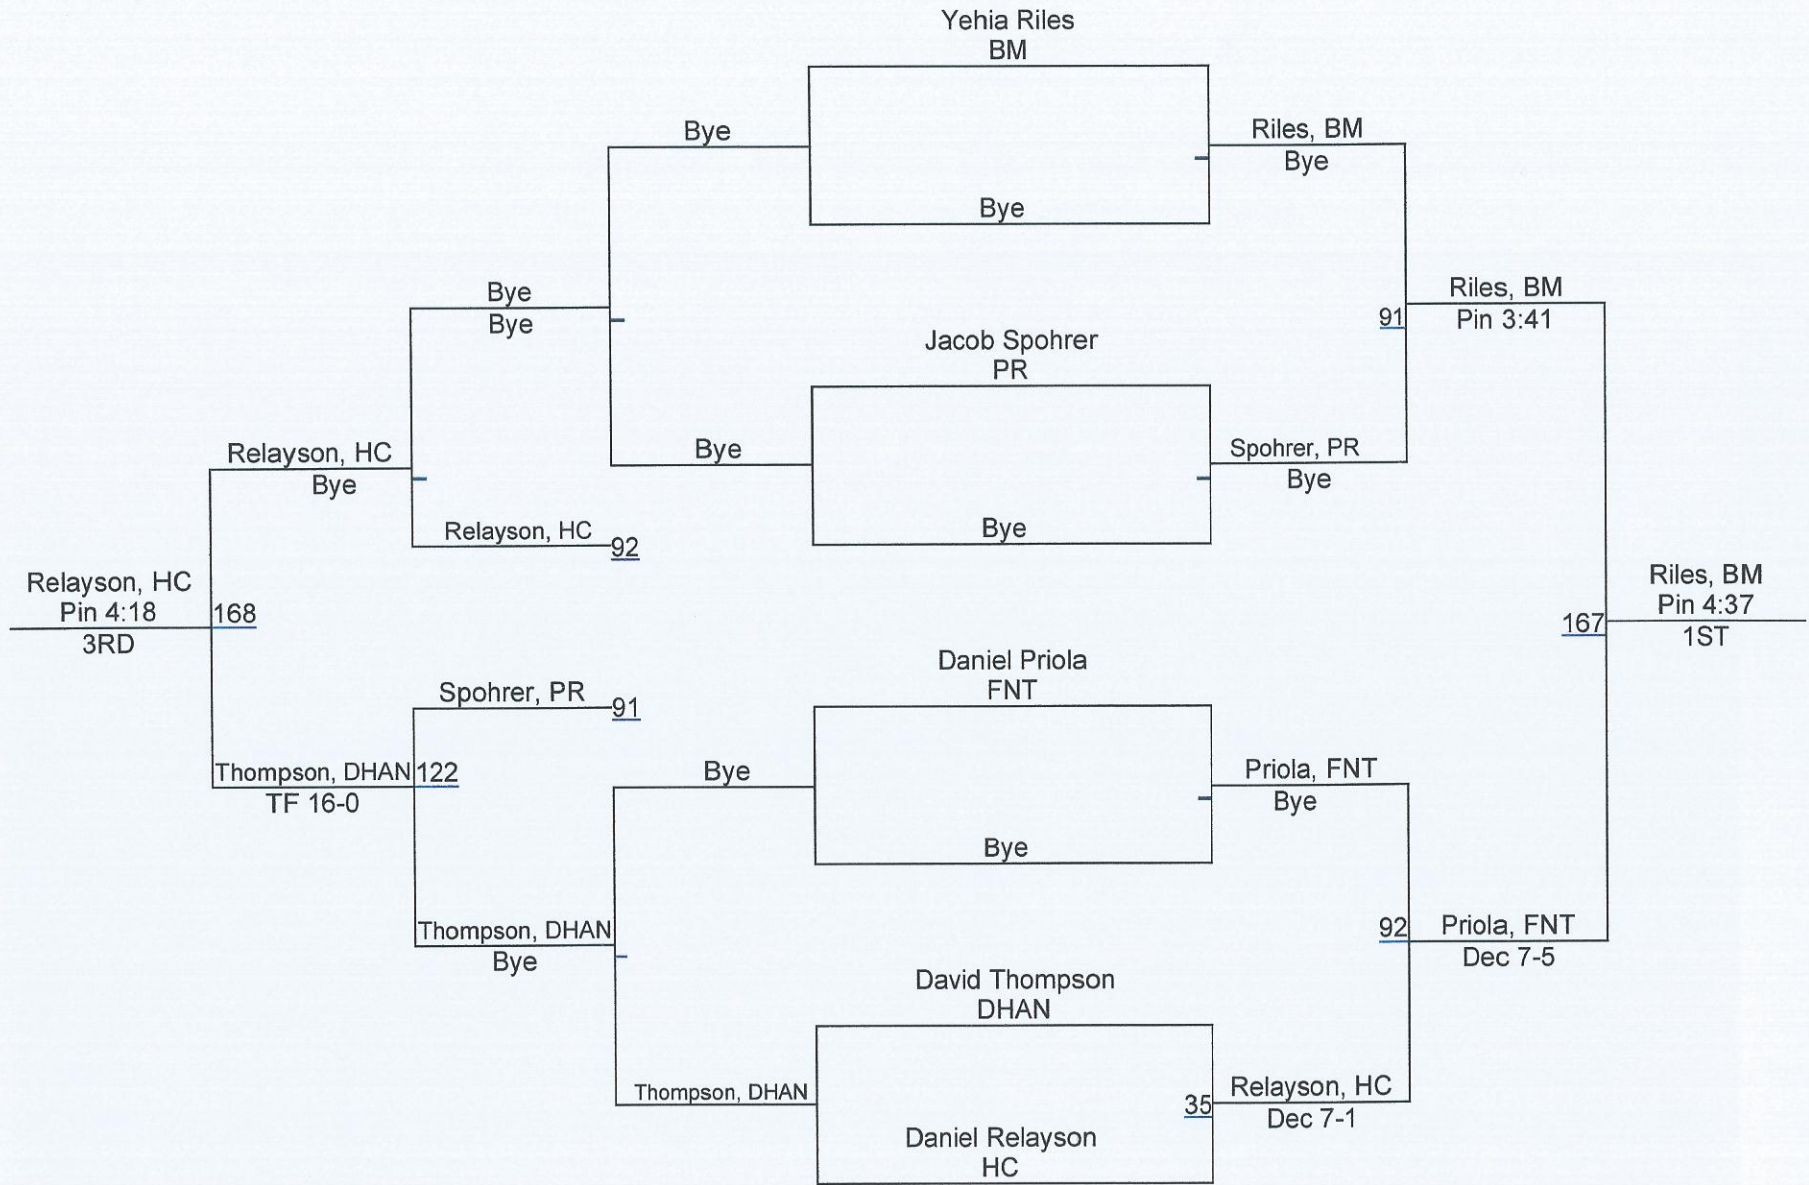 Yehia Riles
BM
Bye
Riles, BM
Bye
Bye
Bye
Bye
Riles, BM
91
Pin 3:41
Jacob Spohrer
PR
Relayson, HC
Bye
Bye
Spohrer, PR
Bye
Relayson, HC
92
Bye
Relayson, HC
Pin 4:18
168
3RD
Riles, BM
Pin 4:37
167
1ST
Daniel Priola
FNT
Spohrer, PR
91
Thompson, DHAN
122
TF 16-0
Bye
Priola, FNT
Bye
Bye
Thompson, DHAN
Bye
92
Priola, FNT
Dec 7-5
David Thompson
DHAN
Thompson, DHAN
35
Relayson, HC
Dec 7-1
Daniel Relayson
HC